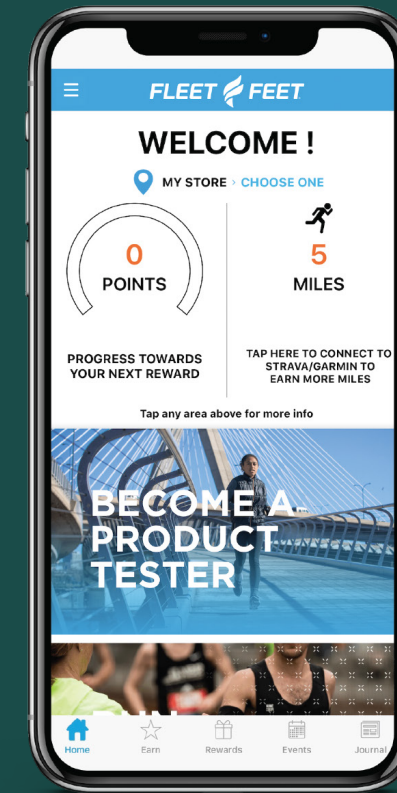 FLEET FEET
WELCOME !
MY STORE > CHOOSE ONE
0
POINTS
PROGRESS TOWARDS
YOUR NEXT REWARD
5
MILES
TAP HERE TO CONNECT TO
STRAVA/GARMIN TO
EARN MORE MILES
Tap any area above for more info
BECOME A
PRODUCT
TESTER
Home
Earn
Rewards
Events
Journal